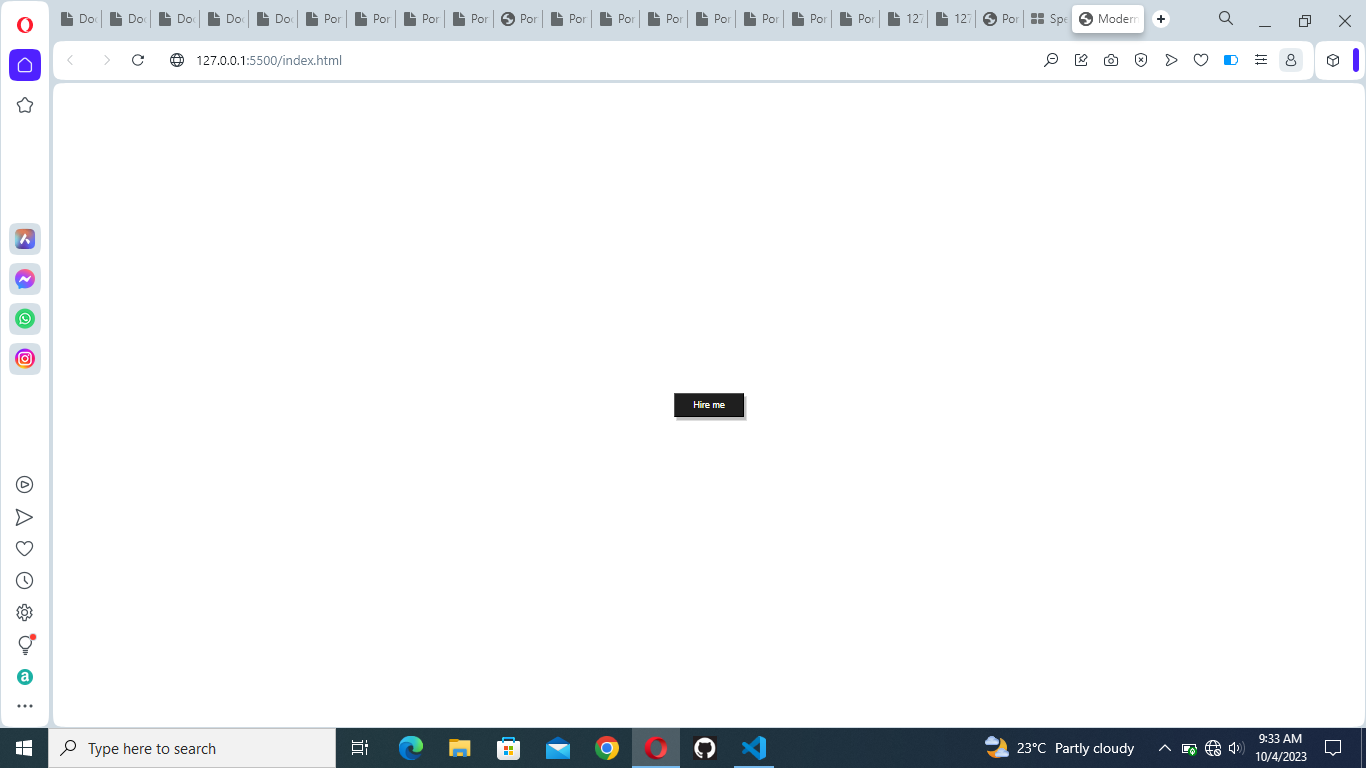 Do Do Do Do Do Por Por Por Por Por Por Por Por Por Por Por Por 127 127 Por Spe Modern
127.0.0.1:5500/index.html
Hire me
a
Type here to search
23°C Partly cloudy
9:33 AM
10/4/2023